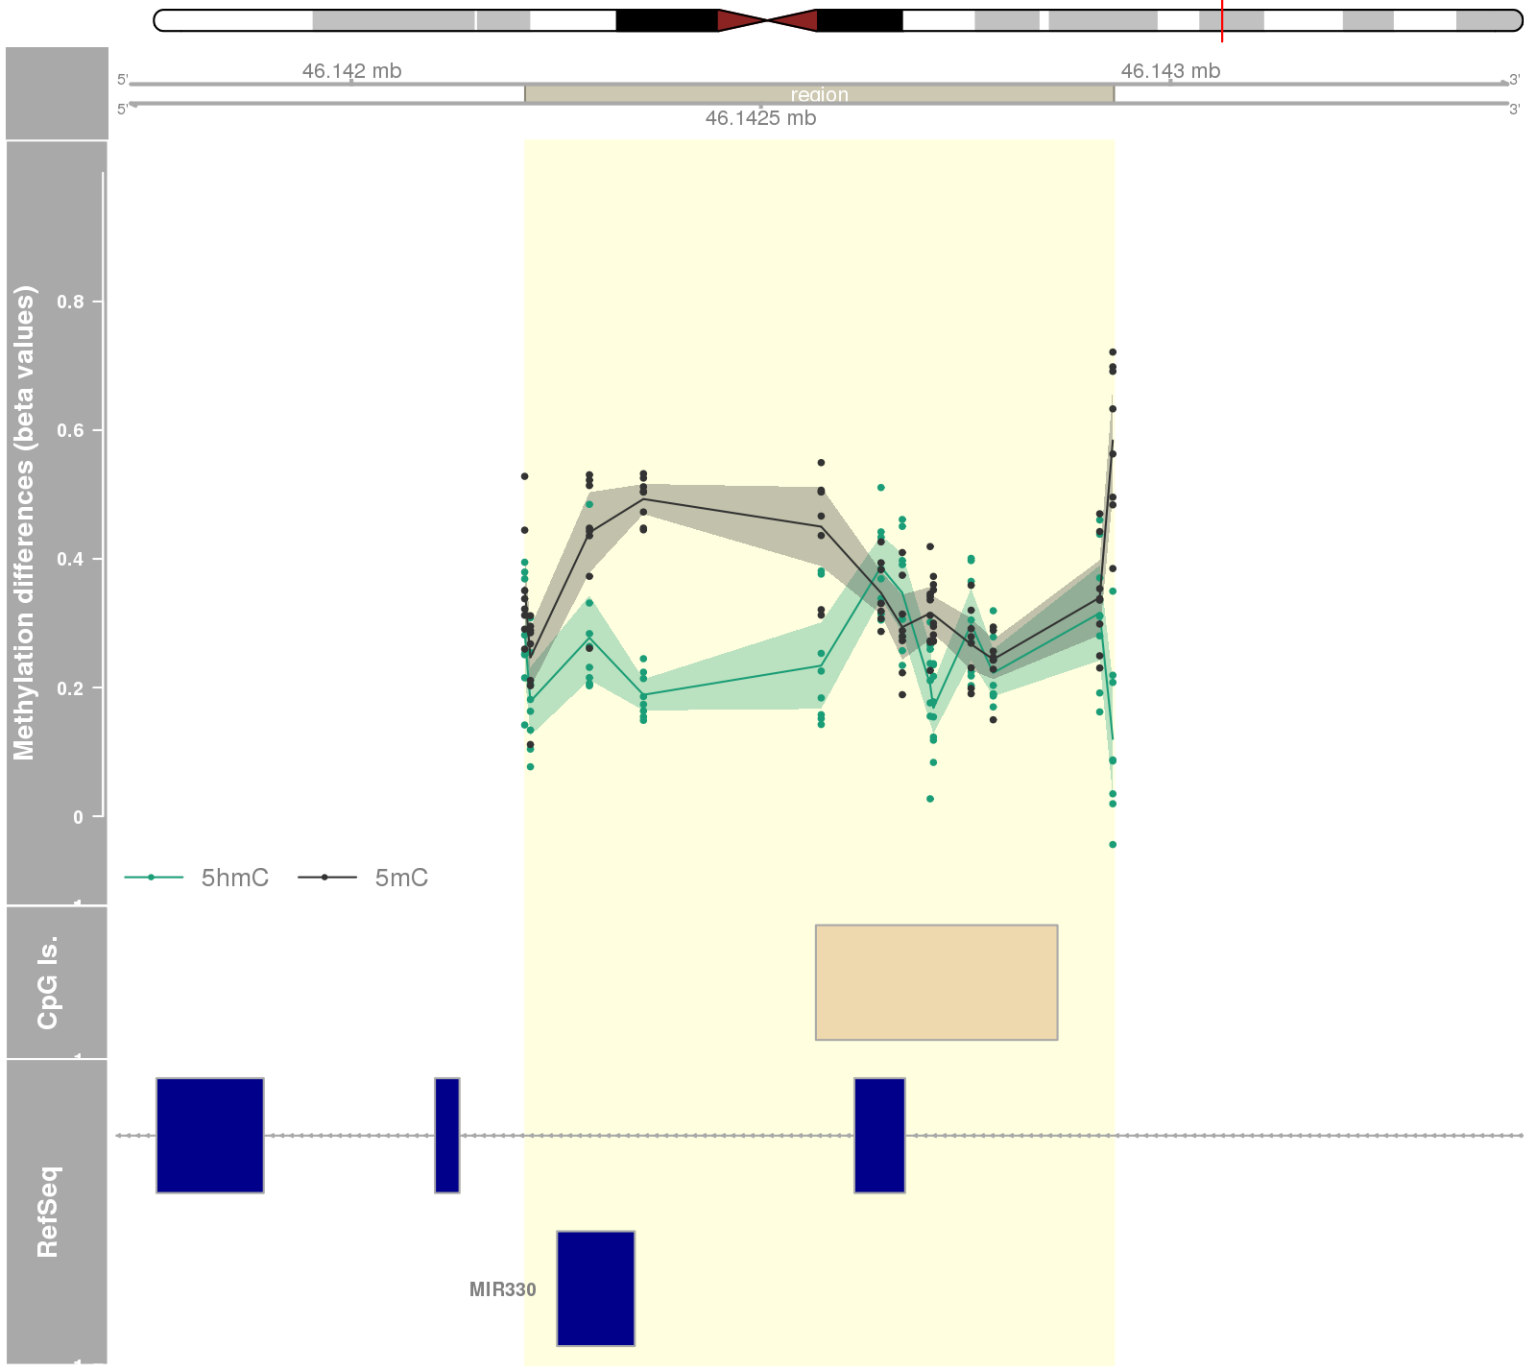 46.142 mb
46.143 mb
5'
3'
region
5'
3'
46.1425 mb
Methylation differences (beta values)
0.8
0.6
0.4
0.2
0
5hmC
5mC
CpG Is.
RefSeq
MIR330